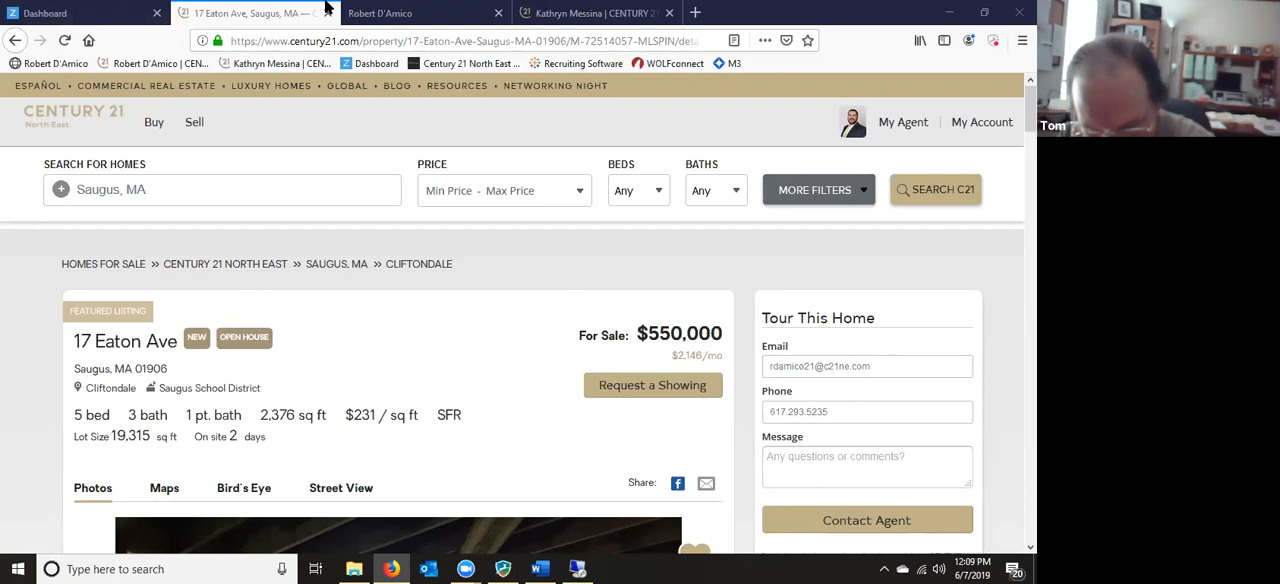 Dashboard
17 Eaton Ave, Saugus, MA — C
Robert D'Amico
Kathryn Messina | CENTURY 2
https://www.century21.com/property/17-Eaton-Ave-Saugus-MA-01906/M-72514057-MLSPIN/deta
Robert D'Amico
Robert D'Amico | CEN...
Kathryn Messina | CEN...
Dashboard
Century 21 North East ...
Recruiting Software
WOLFconnect
M3
ESPAÑOL • COMMERCIAL REAL ESTATE • LUXURY HOMES • GLOBAL • BLOG • RESOURCES • NETWORKING NIGHT
CENTURY 21
North East
Buy
Sell
My Agent
My Account
SEARCH FOR HOMES
PRICE
BEDS
BATHS
Saugus, MA
Min Price - Max Price
Any
Any
MORE FILTERS
SEARCH C21
HOMES FOR SALE » CENTURY 21 NORTH EAST » SAUGUS, MA » CLIFTONDALE
FEATURED LISTING
17 Eaton Ave
NEW
OPEN HOUSE
For Sale: $550,000
$2,146/mo
Saugus, MA 01906
Cliftondale
Saugus School District
Request a Showing
5 bed 3 bath 1 pt. bath 2,376 sq ft $231 / sq ft SFR
Lot Size 19,315 sq ft On site 2 days
Photos
Maps
Bird's Eye
Street View
Share:
Tour This Home
Email
rdamico21@c21ne.com
Phone
617.293.5235
Message
Any questions or comments?
Contact Agent
Tom
Type here to search
12:09 PM
6/7/2019
20